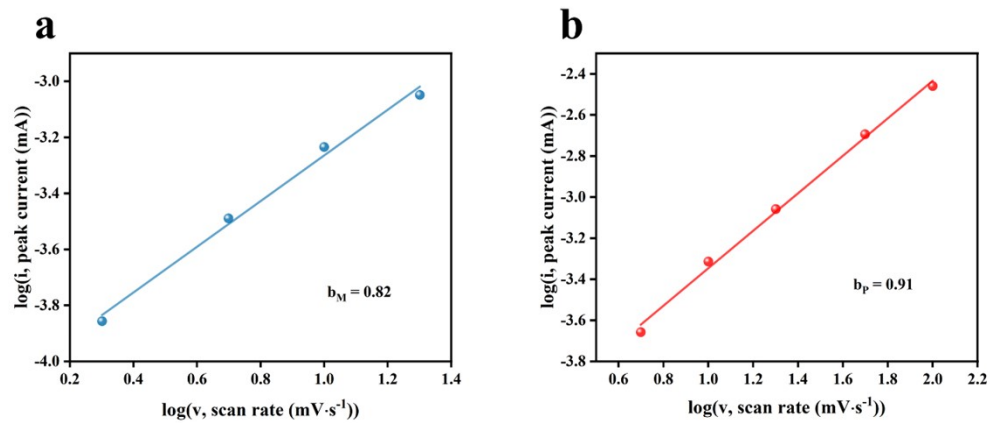 a
log(i, peak current (mA))
-3.0
-3.2
-3.4
-3.6
-3.8
-4.0
b_M = 0.82
0.2 0.4 0.6 0.8 1.0 1.2 1.4
log(v, scan rate (mV·s⁻¹))
b
log(i, peak current (mA))
-2.4
-2.6
-2.8
-3.0
-3.2
-3.4
-3.6
-3.8
b_P = 0.91
0.6 0.8 1.0 1.2 1.4 1.6 1.8 2.0 2.2
log(v, scan rate (mV·s⁻¹))